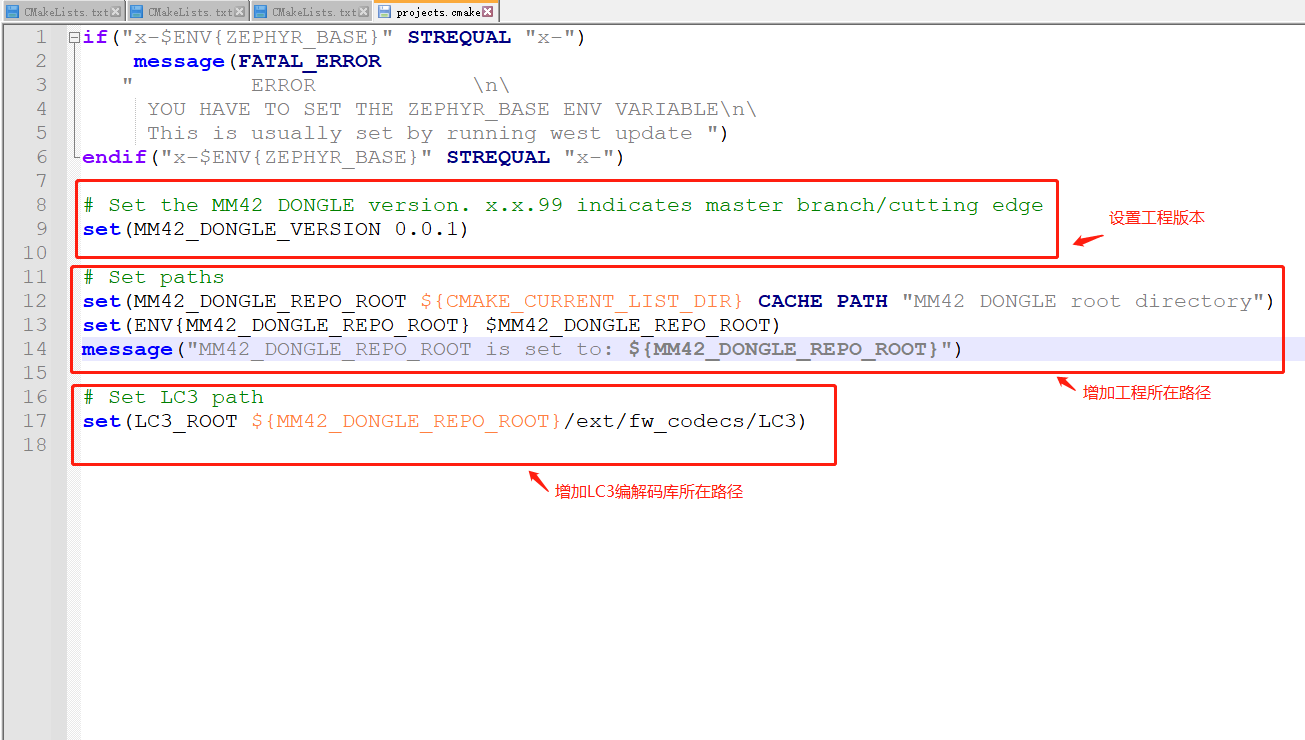 CMakeLists.txt CMakeLists.txt CMakeLists.txt projects.cmake
1 if("x-$ENV{ZEPHYR_BASE}" STREQUAL "x-")
2 message(FATAL_ERROR
3 " ERROR \n\
4 YOU HAVE TO SET THE ZEPHYR_BASE ENV VARIABLE\n\
5 This is usually set by running west update ")
6 endif("x-$ENV{ZEPHYR_BASE}" STREQUAL "x-")
7
8 # Set the MM42 DONGLE version. x.x.99 indicates master branch/cutting edge
设置工程版本
9 set(MM42_DONGLE_VERSION 0.0.1)
10
11 # Set paths
12 set(MM42_DONGLE_REPO_ROOT ${CMAKE_CURRENT_LIST_DIR} CACHE PATH "MM42 DONGLE root directory")
13 set(ENV{MM42_DONGLE_REPO_ROOT} $MM42_DONGLE_REPO_ROOT)
14 message("MM42_DONGLE_REPO_ROOT is set to: ${MM42_DONGLE_REPO_ROOT}")
15
增加工程所在路径
16 # Set LC3 path
17 set(LC3_ROOT ${MM42_DONGLE_REPO_ROOT}/ext/fw_codecs/LC3)
18
增加LC3编解码库所在路径